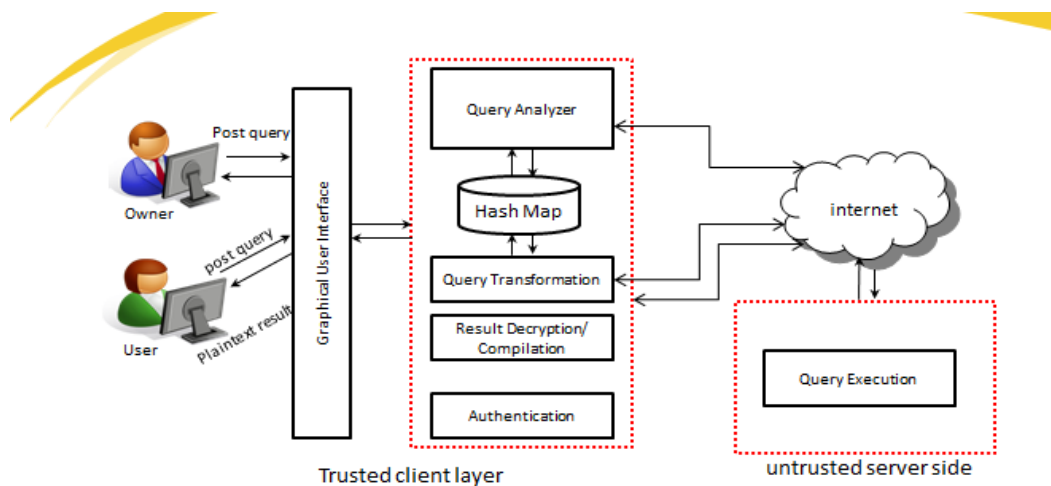 Post query
Owner
post query
Plaintext result
User
Graphical User Interface
Query Analyzer
Hash Map
Query Transformation
Result Decryption/
Compilation
Authentication
Trusted client layer
internet
Query Execution
untrusted server side